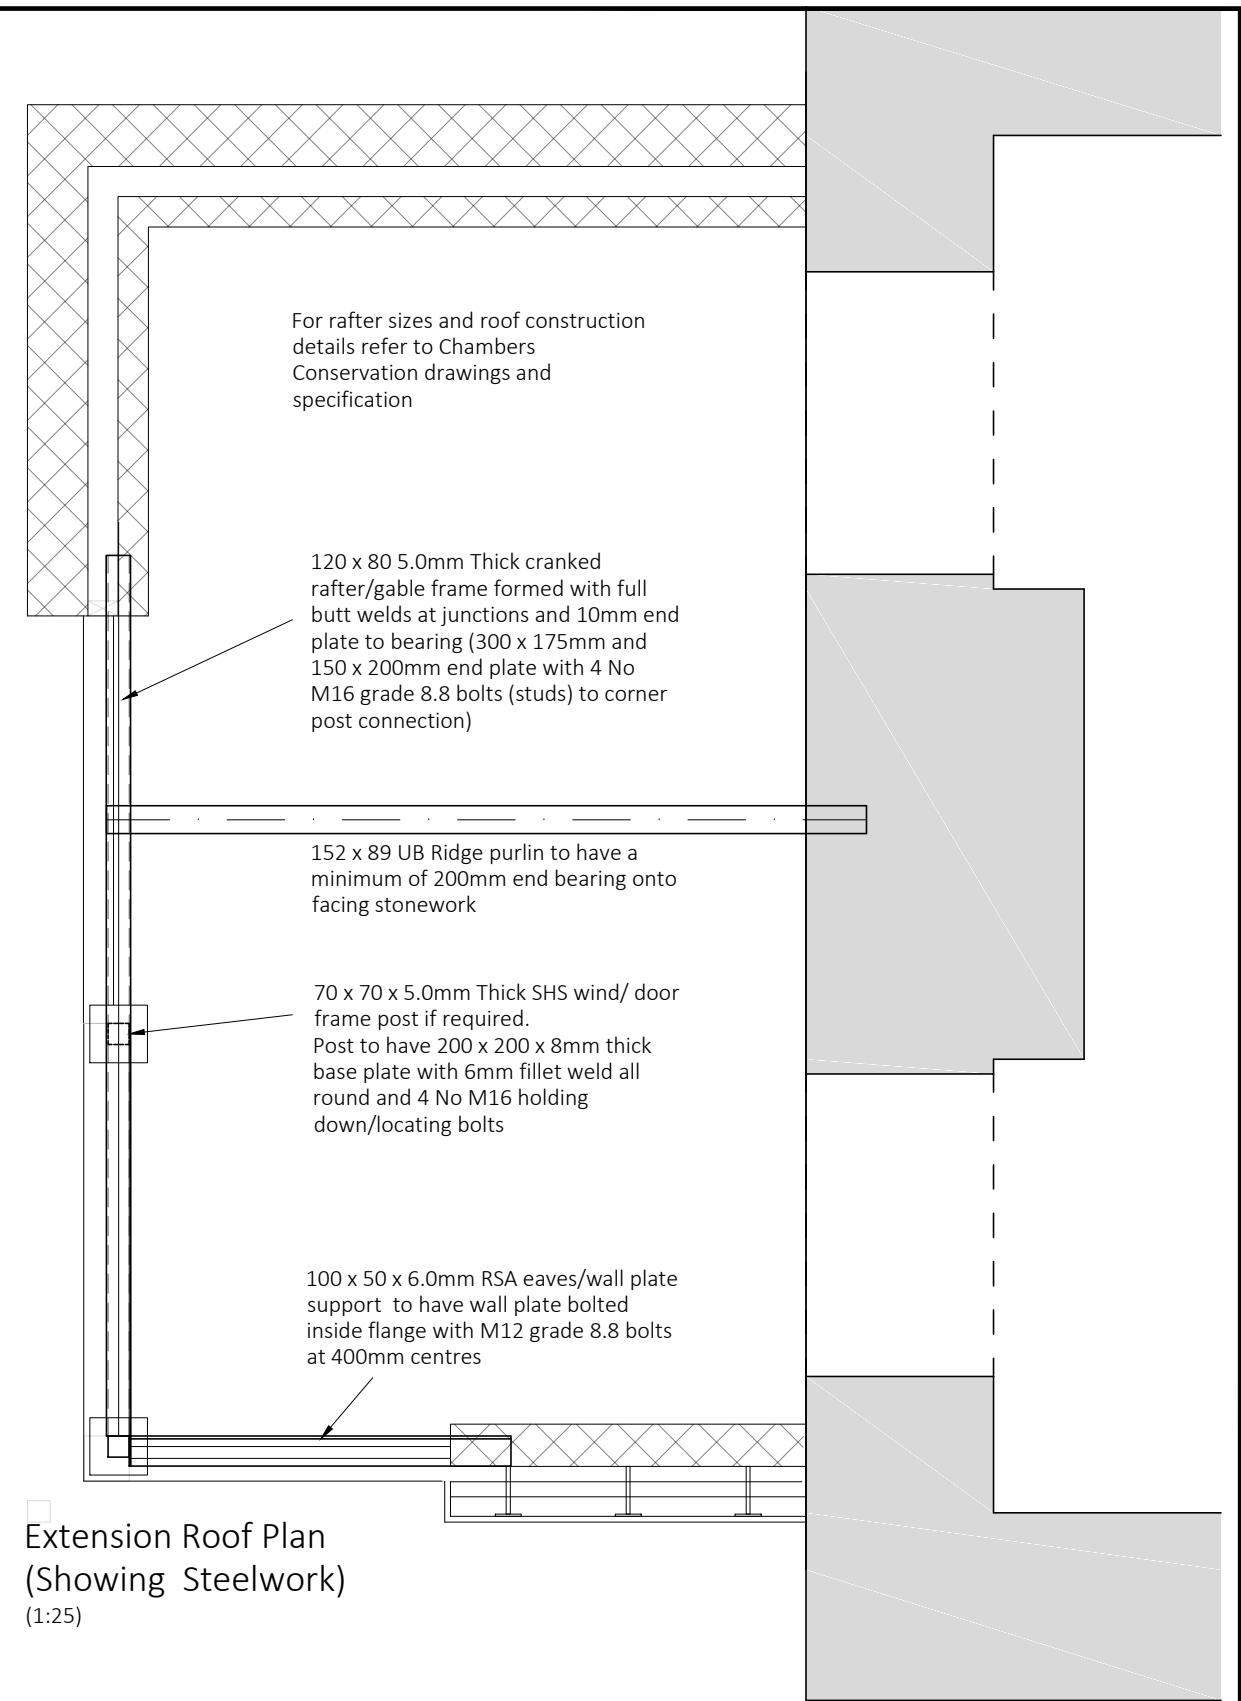 For rafter sizes and roof construction
details refer to Chambers
Conservation drawings and
specification
120 x 80 5.0mm Thick cranked
rafter/gable frame formed with full
butt welds at junctions and 10mm end
plate to bearing (300 x 175mm and
150 x 200mm end plate with 4 No
M16 grade 8.8 bolts (studs) to corner
post connection)
152 x 89 UB Ridge purlin to have a
minimum of 200mm end bearing onto
facing stonework
70 x 70 x 5.0mm Thick SHS wind/ door
frame post if required.
Post to have 200 x 200 x 8mm thick
base plate with 6mm fillet weld all
round and 4 No M16 holding
down/locating bolts
100 x 50 x 6.0mm RSA eaves/wall plate
support to have wall plate bolted
inside flange with M12 grade 8.8 bolts
at 400mm centres
Extension Roof Plan
(Showing Steelwork)
(1:25)